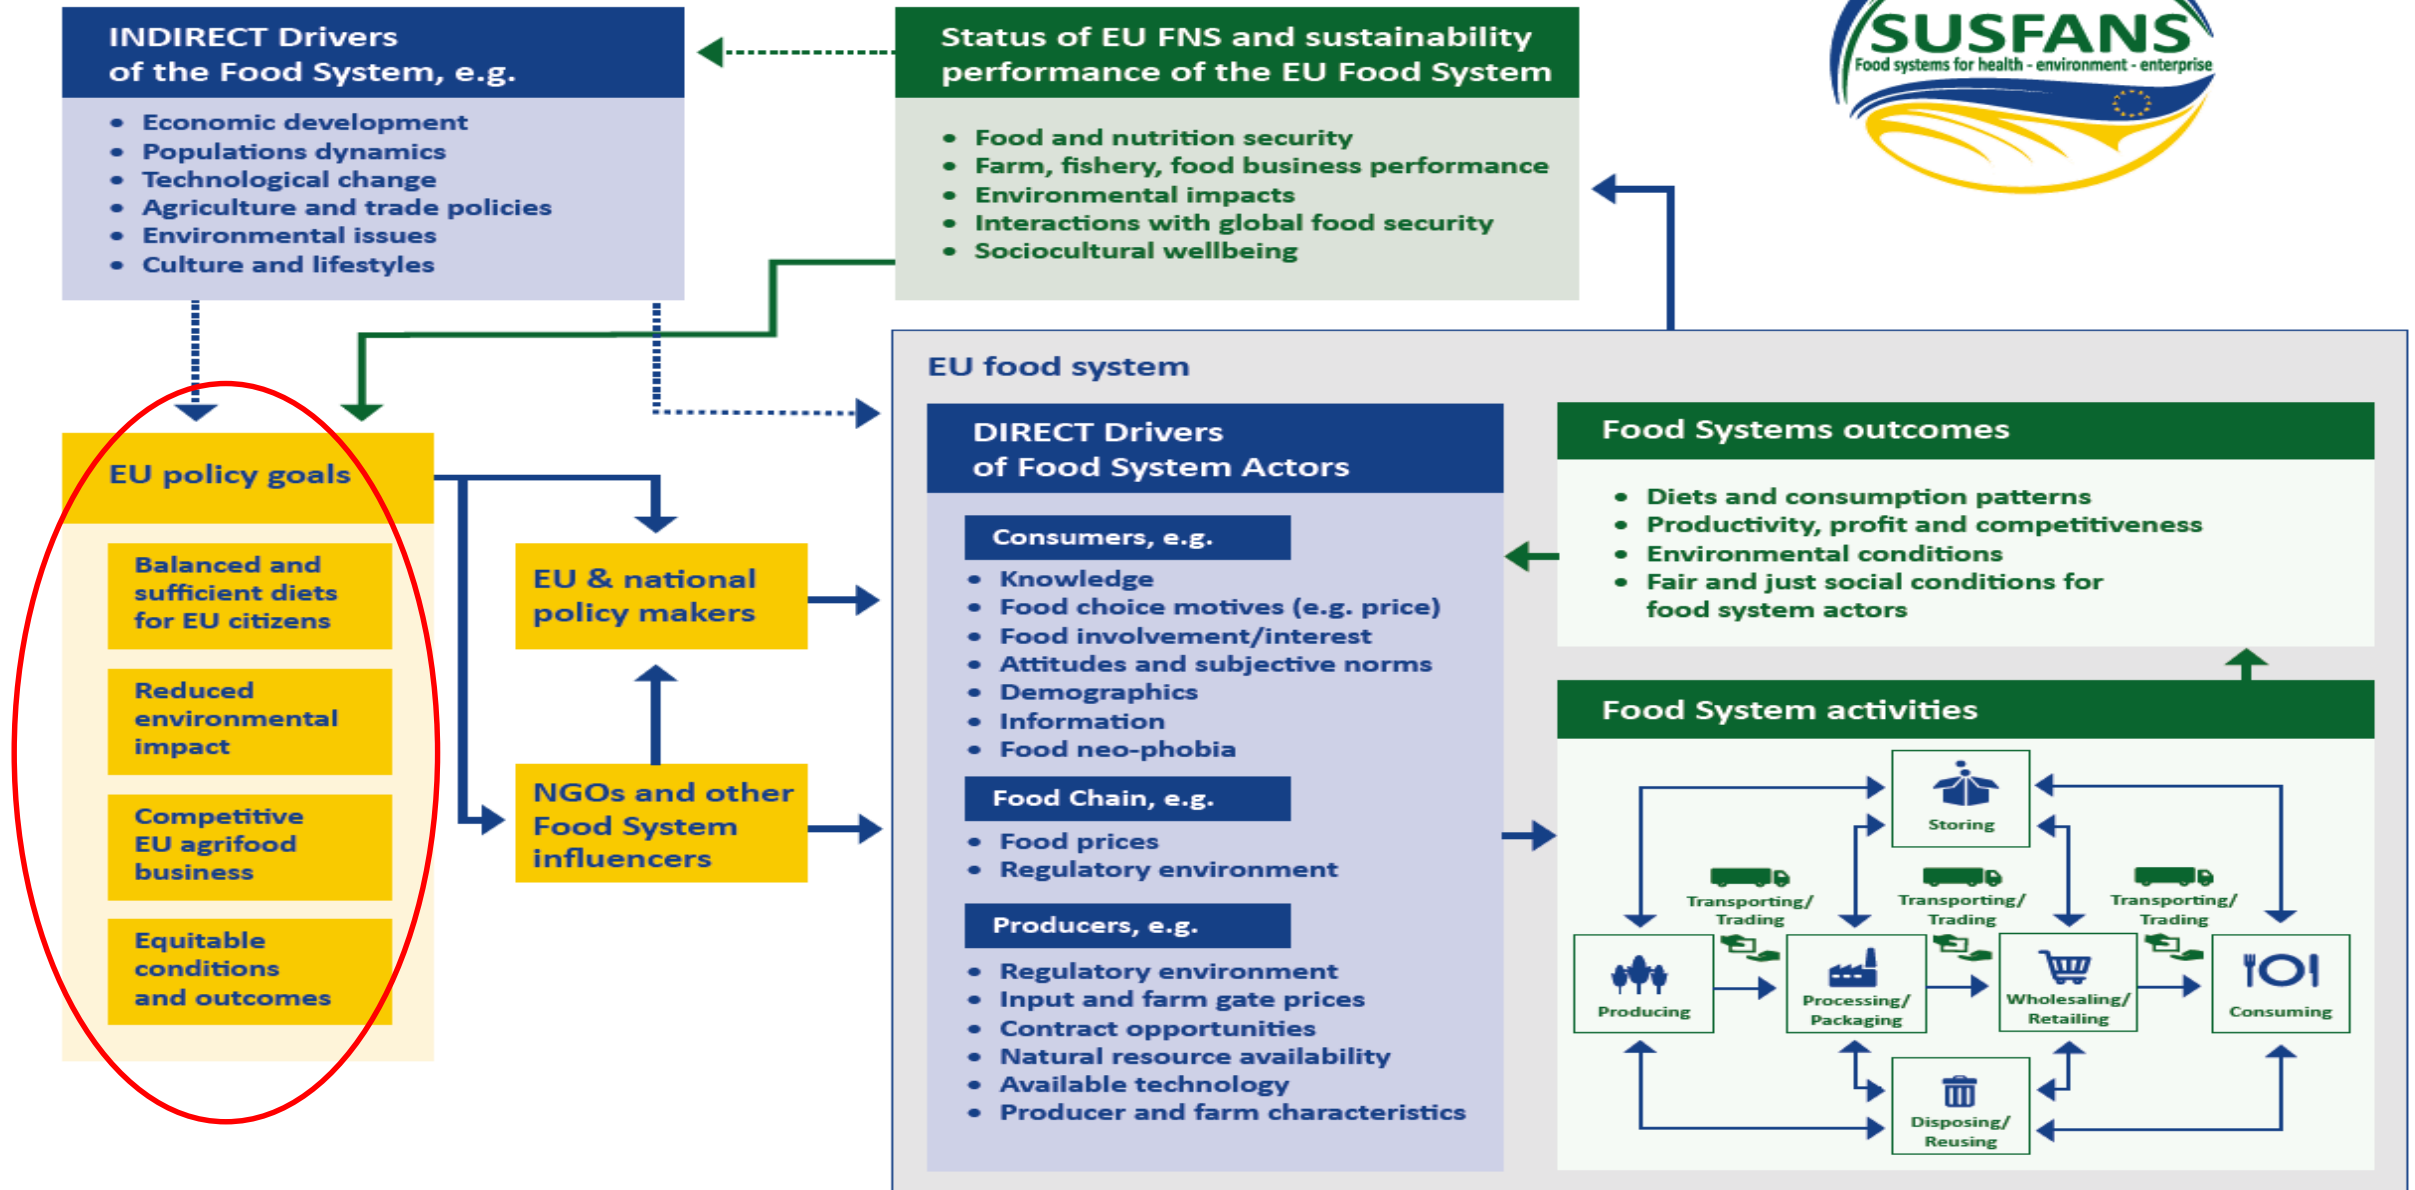 INDIRECT Drivers
of the Food System, e.g.
• Economic development
• Populations dynamics
• Technological change
• Agriculture and trade policies
• Environmental issues
• Culture and lifestyles
Status of EU FNS and sustainability
performance of the EU Food System
• Food and nutrition security
• Farm, fishery, food business performance
• Environmental impacts
• Interactions with global food security
• Sociocultural wellbeing
SUSFANS
Food systems for health - environment - enterprise
EU policy goals
Balanced and
sufficient diets
for EU citizens
Reduced
environmental
impact
Competitive
EU agrifood
business
Equitable
conditions
and outcomes
EU & national
policy makers
NGOs and other
Food System
influencers
EU food system
DIRECT Drivers
of Food System Actors
Consumers, e.g.
• Knowledge
• Food choice motives (e.g. price)
• Food involvement/interest
• Attitudes and subjective norms
• Demographics
• Information
• Food neo-phobia
Food Chain, e.g.
• Food prices
• Regulatory environment
Producers, e.g.
• Regulatory environment
• Input and farm gate prices
• Contract opportunities
• Natural resource availability
• Available technology
• Producer and farm characteristics
Food Systems outcomes
• Diets and consumption patterns
• Productivity, profit and competitiveness
• Environmental conditions
• Fair and just social conditions for
food system actors
Food System activities
Storing
Transporting/
Trading
Transporting/
Trading
Transporting/
Trading
Producing
Processing/
Packaging
Wholesaling/
Retailing
Consuming
Disposing/
Reusing